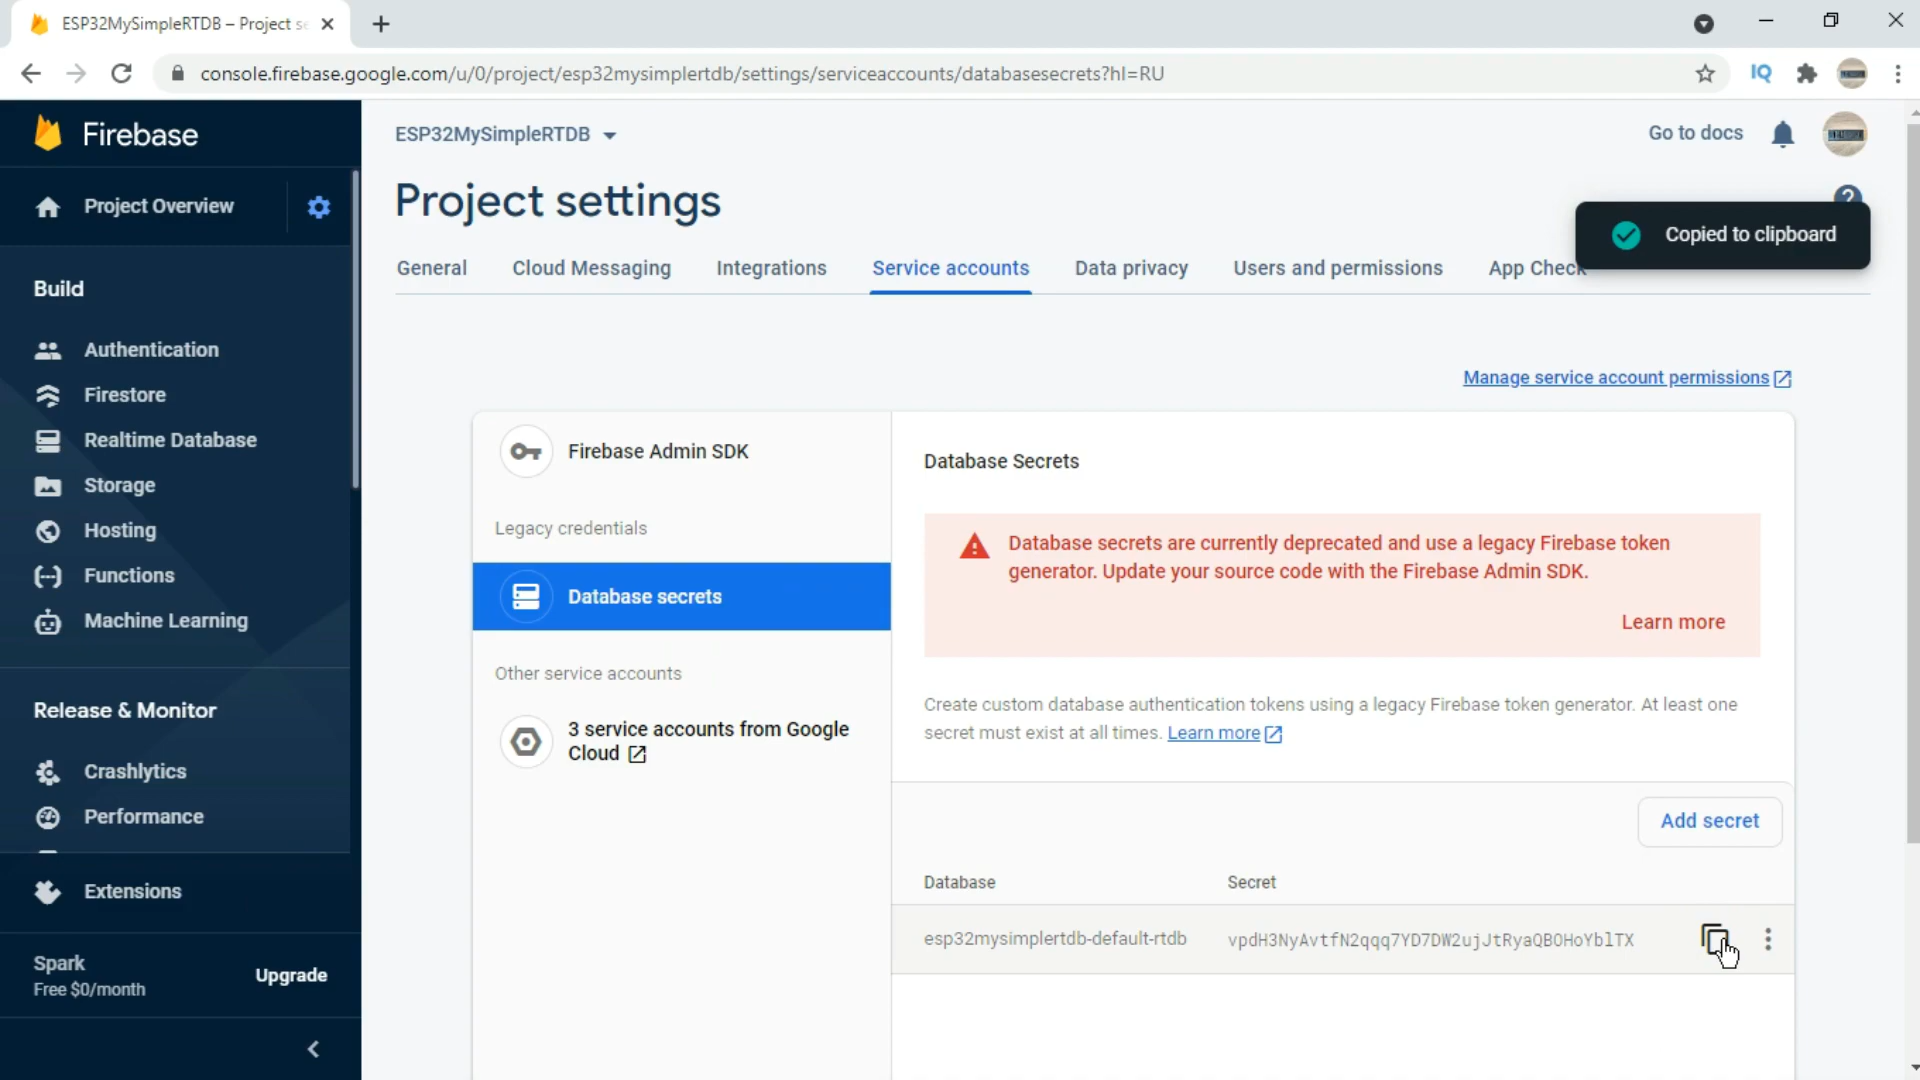 ESP32MySimpleRTDB – Project se
console.firebase.google.com/u/0/project/esp32mysimplertdb/settings/serviceaccounts/databasesecrets?hl=RU
IQ
Firebase
ESP32MySimpleRTDB
Go to docs
Project Overview
Project settings
?
Copied to clipboard
General
Cloud Messaging
Integrations
Service accounts
Data privacy
Users and permissions
App Check
Build
Authentication
Firestore
Realtime Database
Storage
Hosting
Functions
Machine Learning
Release & Monitor
Crashlytics
Performance
Extensions
Spark
Free $0/month
Upgrade
Manage service account permissions
Firebase Admin SDK
Legacy credentials
Database secrets
Other service accounts
3 service accounts from Google
Cloud
Database Secrets
Database secrets are currently deprecated and use a legacy Firebase token
generator. Update your source code with the Firebase Admin SDK.
Learn more
Create custom database authentication tokens using a legacy Firebase token generator. At least one
secret must exist at all times. Learn more
Add secret
Database
Secret
esp32mysimplertdb-default-rtdb
vpdH3NyAvtfN2qqq7YD7DW2ujJtRyaQBOHoYblTX